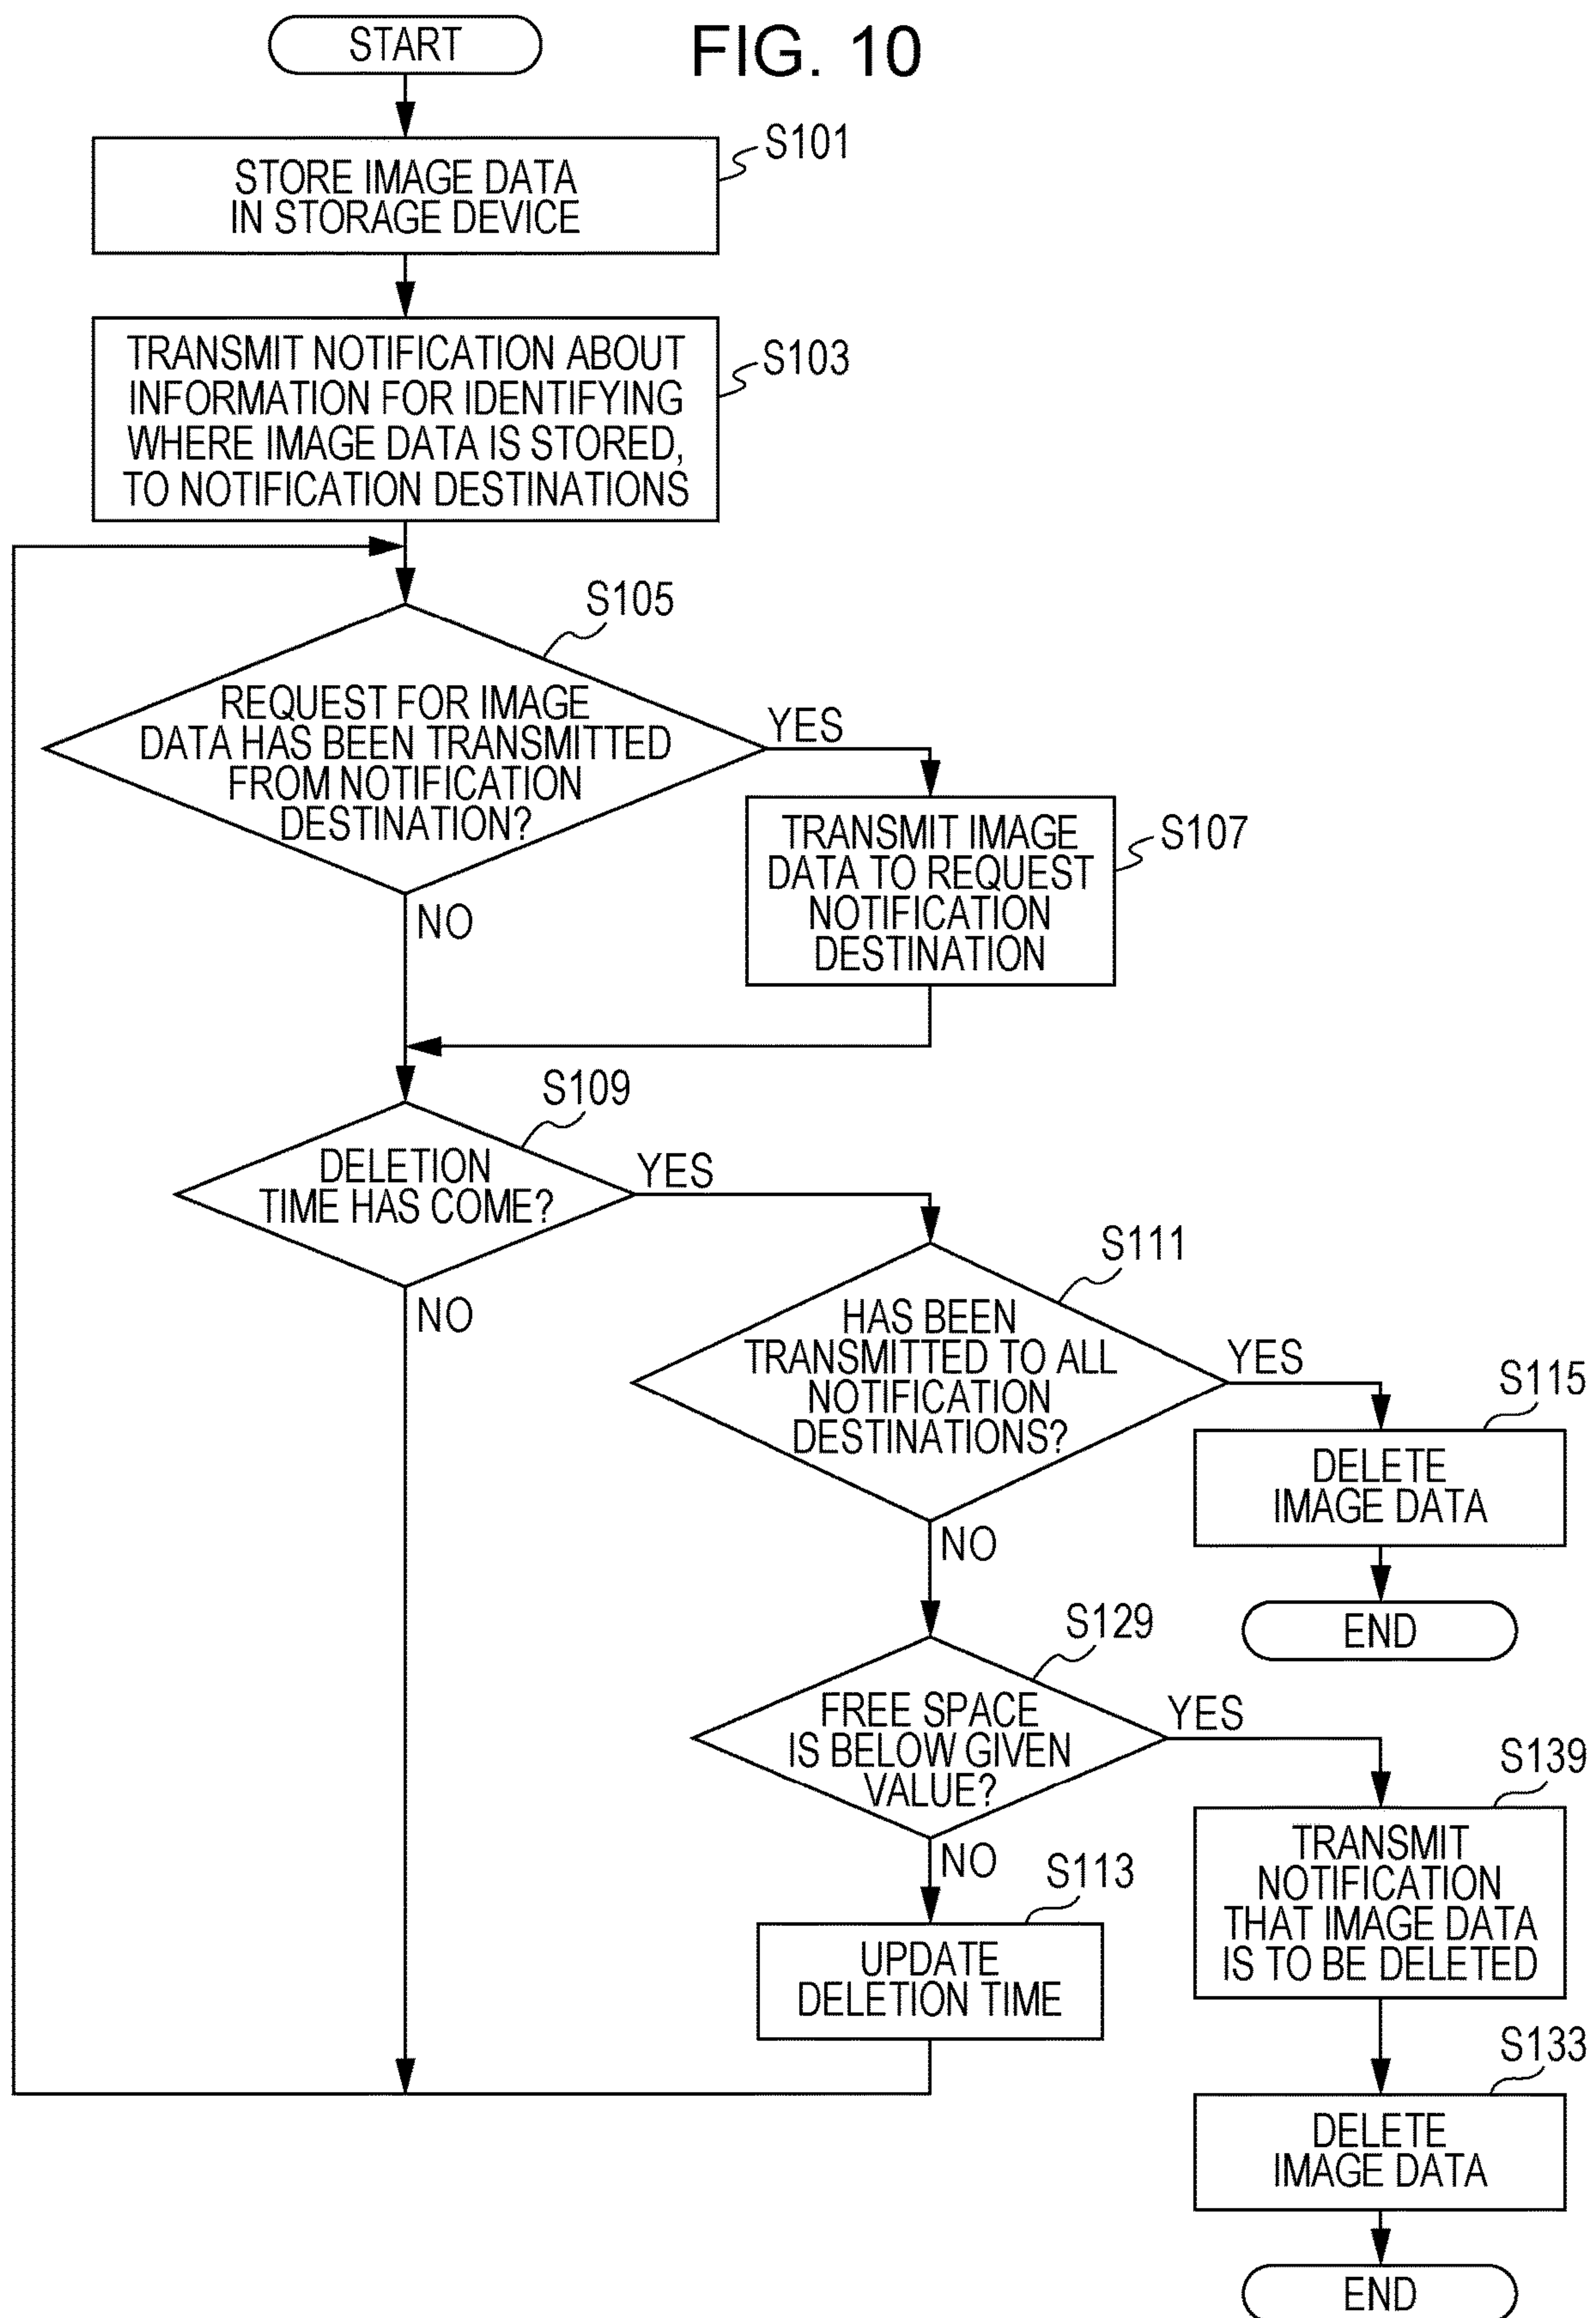 START
FIG. 10
S101
STORE IMAGE DATA
IN STORAGE DEVICE
S103
TRANSMIT NOTIFICATION ABOUT
INFORMATION FOR IDENTIFYING
WHERE IMAGE DATA IS STORED,
TO NOTIFICATION DESTINATIONS
S105
REQUEST FOR IMAGE
DATA HAS BEEN TRANSMITTED
FROM NOTIFICATION
DESTINATION?
YES
NO
S107
TRANSMIT IMAGE
DATA TO REQUEST
NOTIFICATION
DESTINATION
S109
DELETION
TIME HAS COME?
YES
NO
S111
HAS BEEN
TRANSMITTED TO ALL
NOTIFICATION
DESTINATIONS?
YES
NO
S115
DELETE
IMAGE DATA
END
S129
FREE SPACE
IS BELOW GIVEN
VALUE?
YES
NO
S139
TRANSMIT
NOTIFICATION
THAT IMAGE DATA
IS TO BE DELETED
S113
UPDATE
DELETION TIME
S133
DELETE
IMAGE DATA
END